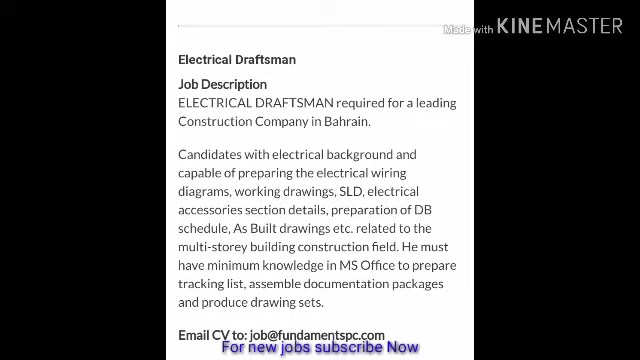 Made with KINEMASTER
Electrical Draftsman
Job Description
ELECTRICAL DRAFTSMAN required for a leading
Construction Company in Bahrain.
Candidates with electrical background and
capable of preparing the electrical wiring
diagrams, working drawings, SLD, electrical
accessories section details, preparation of DB
schedule, As Built drawings etc. related to the
multi-storey building construction field. He must
have minimum knowledge in MS Office to prepare
tracking list, assemble documentation packages
and produce drawing sets.
Email CV to: job@fundamentspc.com
For new jobs subscribe Now